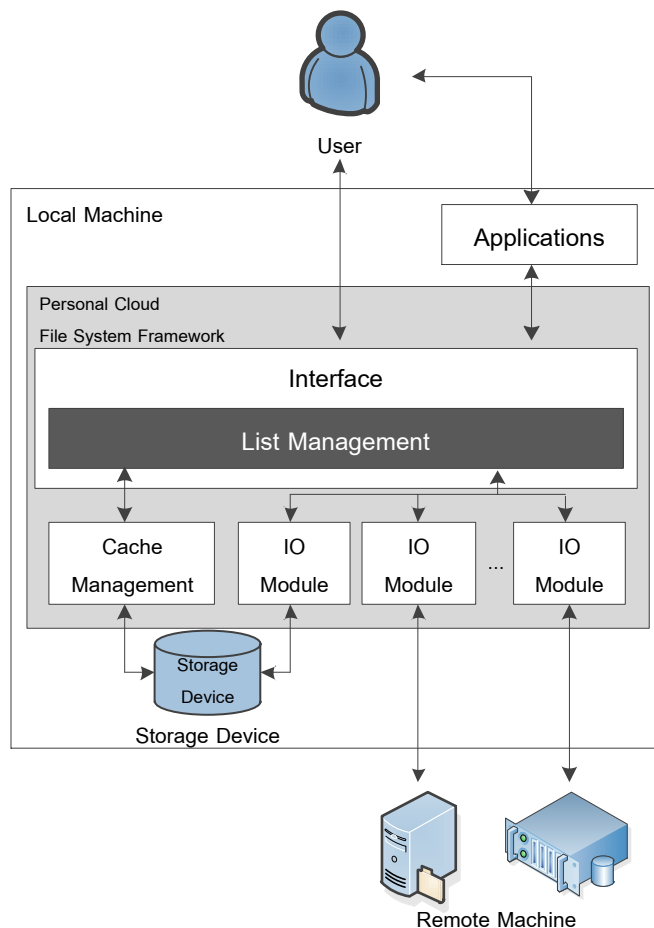 User
Local Machine
Applications
Personal Cloud
File System Framework
Interface
List Management
Cache
Management
IO
Module
IO
Module
...
IO
Module
Storage
Device
Storage Device
Remote Machine